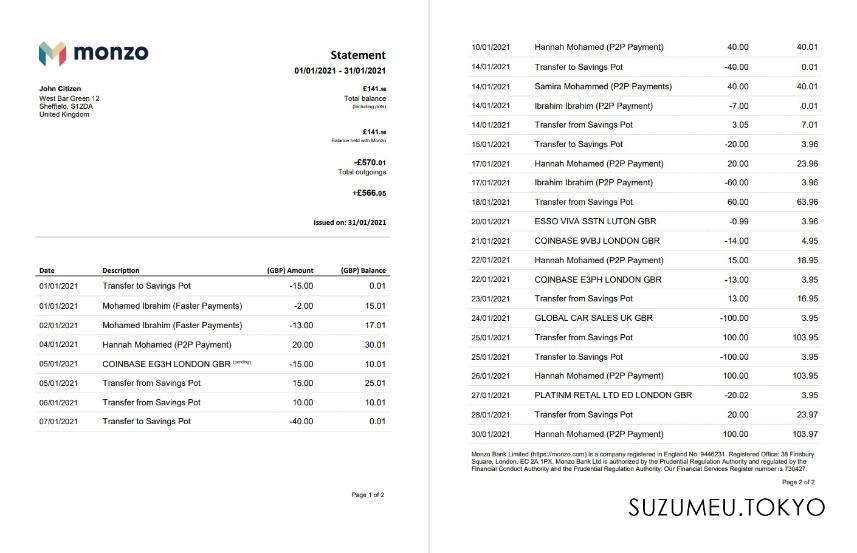 monzo
Statement
01/01/2021 - 31/01/2021
John Citizen
West Bar Green 12
Sheffield, S12DA
United Kingdom
£141.98
Total balance
(Including pots)
£141.98
Balance held with Monzo
-£570.01
Total outgoings
+£566.05
Issued on: 31/01/2021
Date Description (GBP) Amount (GBP) Balance
01/01/2021 Transfer to Savings Pot -15.00 0.01
01/01/2021 Mohamed Ibrahim (Faster Payments) -2.00 15.01
02/01/2021 Mohamed Ibrahim (Faster Payments) -13.00 17.01
04/01/2021 Hannah Mohamed (P2P Payment) 20.00 30.01
05/01/2021 COINBASE EG3H LONDON GBR (pending) -15.00 10.01
05/01/2021 Transfer from Savings Pot 15.00 25.01
06/01/2021 Transfer from Savings Pot 10.00 10.01
07/01/2021 Transfer to Savings Pot -40.00 0.01
Page 1 of 2
10/01/2021 Hannah Mohamed (P2P Payment) 40.00 40.01
14/01/2021 Transfer to Savings Pot -40.00 0.01
14/01/2021 Samira Mohammed (P2P Payments) 40.00 40.01
14/01/2021 Ibrahim Ibrahim (P2P Payment) -7.00 0.01
14/01/2021 Transfer from Savings Pot 3.05 7.01
15/01/2021 Transfer to Savings Pot -20.00 3.96
17/01/2021 Hannah Mohamed (P2P Payment) 20.00 23.96
17/01/2021 Ibrahim Ibrahim (P2P Payment) -60.00 3.96
18/01/2021 Transfer from Savings Pot 60.00 63.96
20/01/2021 ESSO VIVA SSTN LUTON GBR -0.99 3.96
21/01/2021 COINBASE 9VBJ LONDON GBR -14.00 4.95
22/01/2021 Hannah Mohamed (P2P Payment) 15.00 18.95
22/01/2021 COINBASE E3PH LONDON GBR -13.00 3.95
23/01/2021 Transfer from Savings Pot 13.00 16.95
24/01/2021 GLOBAL CAR SALES UK GBR -100.00 3.95
25/01/2021 Transfer from Savings Pot 100.00 103.95
25/01/2021 Transfer to Savings Pot -100.00 3.95
26/01/2021 Hannah Mohamed (P2P Payment) 100.00 103.95
27/01/2021 PLATINM RETAL LTD ED LONDON GBR -20.02 3.95
28/01/2021 Transfer from Savings Pot 20.00 23.97
30/01/2021 Hannah Mohamed (P2P Payment) 100.00 103.97
Monzo Bank Limited (https://monzo.com) is a company registered in England No. 9446231. Registered Office: 38 Finsbury
Square, London, EC 2A 1PX. Monzo Bank Ltd is authorized by the Prudential Regulation Authority and regulated by the
Financial Conduct Authority and the Prudential Regulation Authority. Our Financial Services Register number is 730427.
Page 2 of 2
SUZUMEU.TOKYO